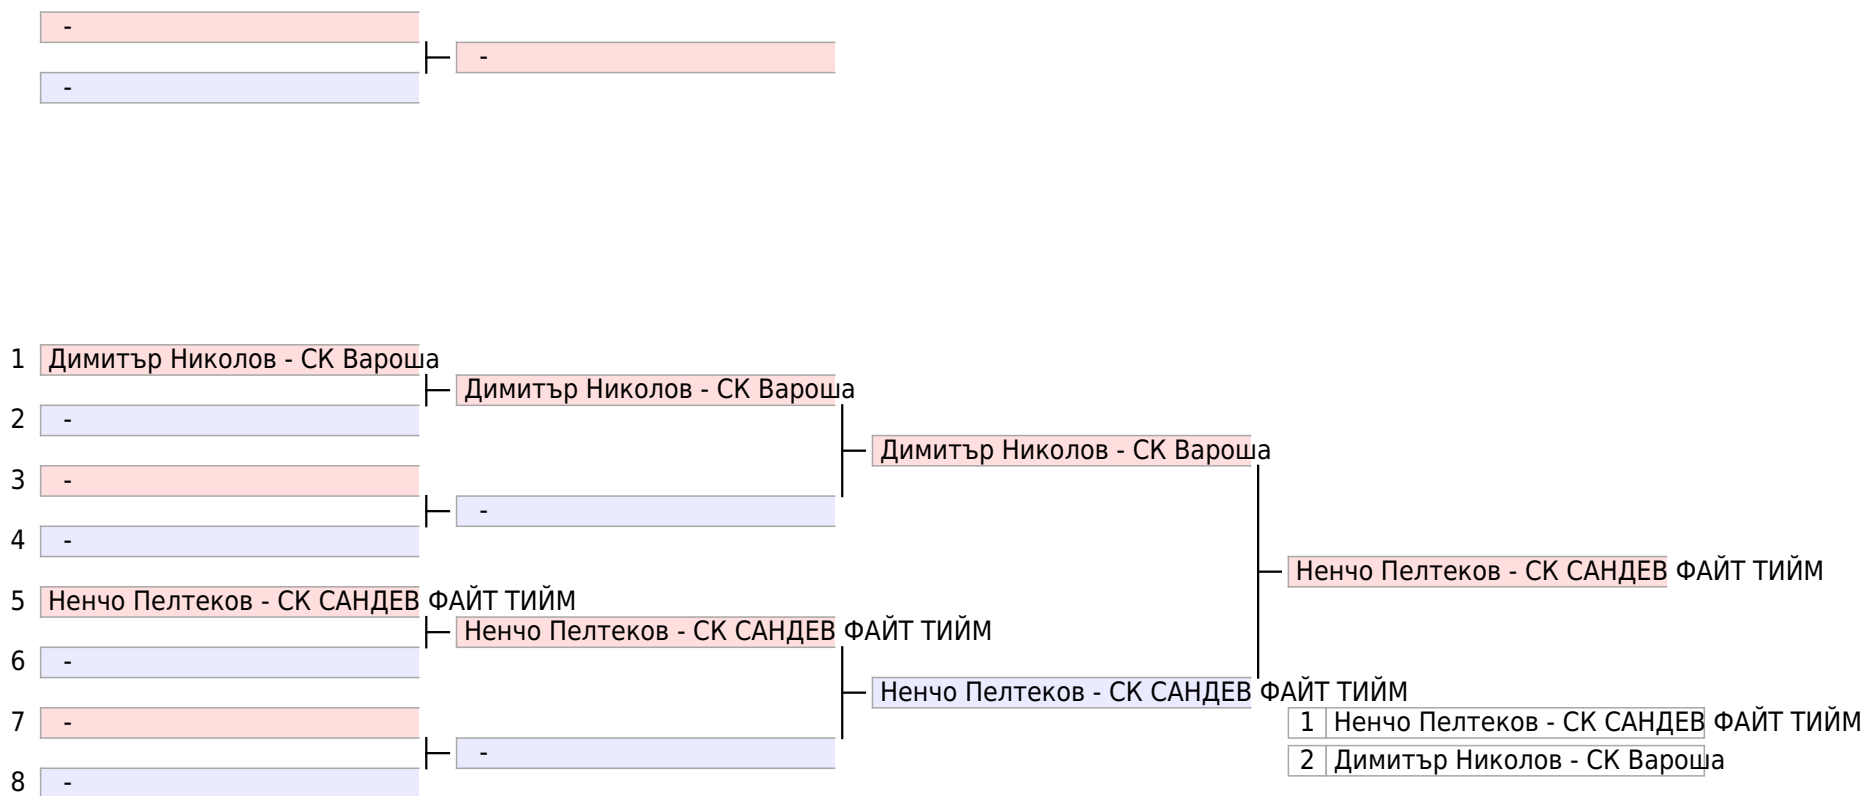 -
-
-
1 Димитър Николов - СК Вароша
Димитър Николов - СК Вароша
2 -
Димитър Николов - СК Вароша
3 -
-
4 -
Ненчо Пелтеков - СК САНДЕВ ФАЙТ ТИЙМ
5 Ненчо Пелтеков - СК САНДЕВ ФАЙТ ТИЙМ
Ненчо Пелтеков - СК САНДЕВ ФАЙТ ТИЙМ
6 -
Ненчо Пелтеков - СК САНДЕВ ФАЙТ ТИЙМ
7 -
1 Ненчо Пелтеков - СК САНДЕВ ФАЙТ ТИЙМ
-
2 Димитър Николов - СК Вароша
8 -